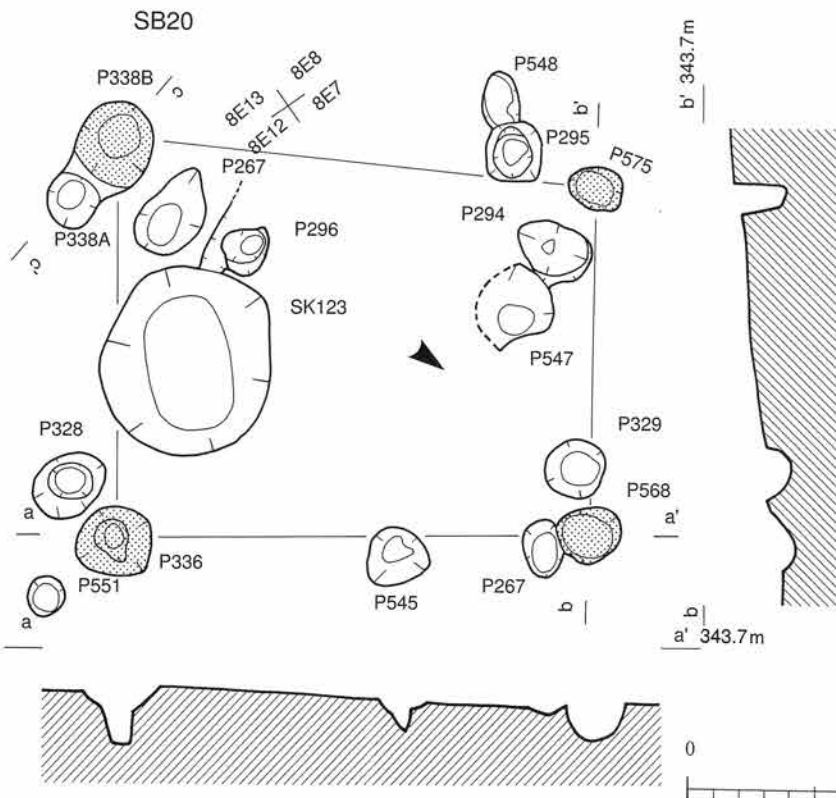 SB20
P338B
c
8E13
8E8
8E12
8E7
P548
b'
b' 343.7m
P295
P575
P267
P338A
P296
P294
SK123
P547
P328
P329
P568
a
a'
P336
P551
P545
P267
b
b
a
a' 343.7m
0